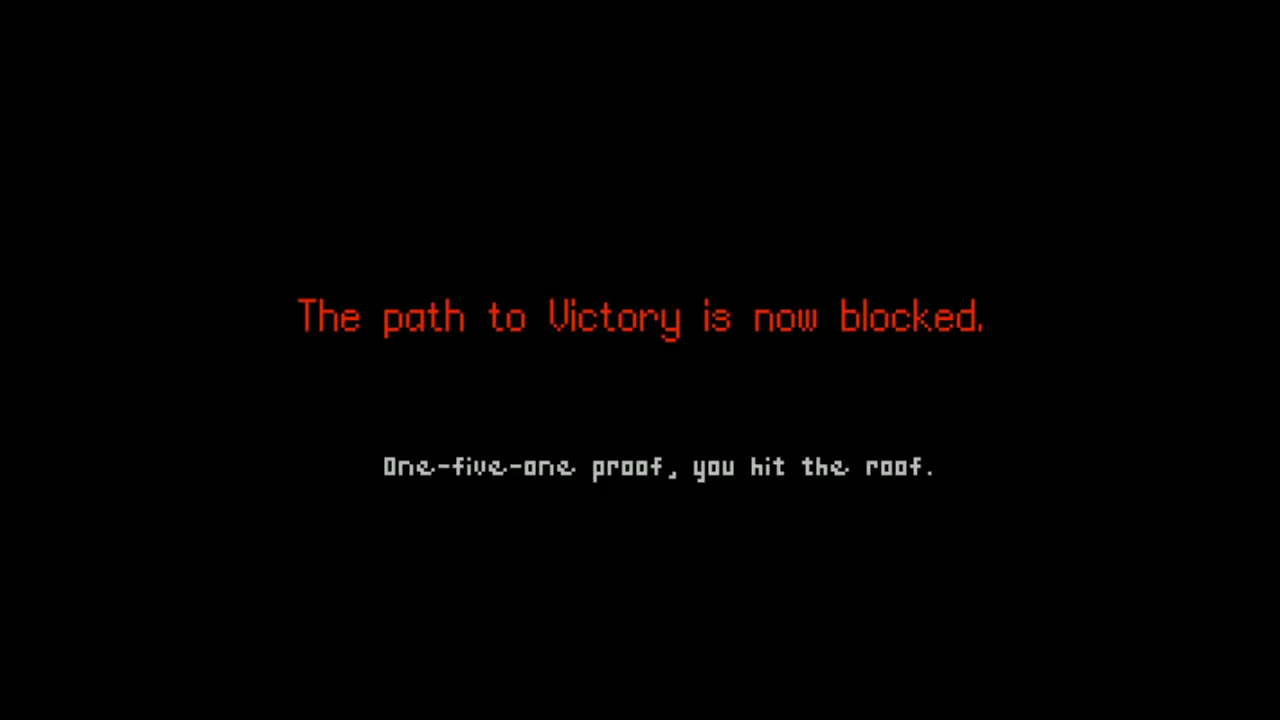 The path to Victory is now blocked.
One-five-one proof, you hit the roof.